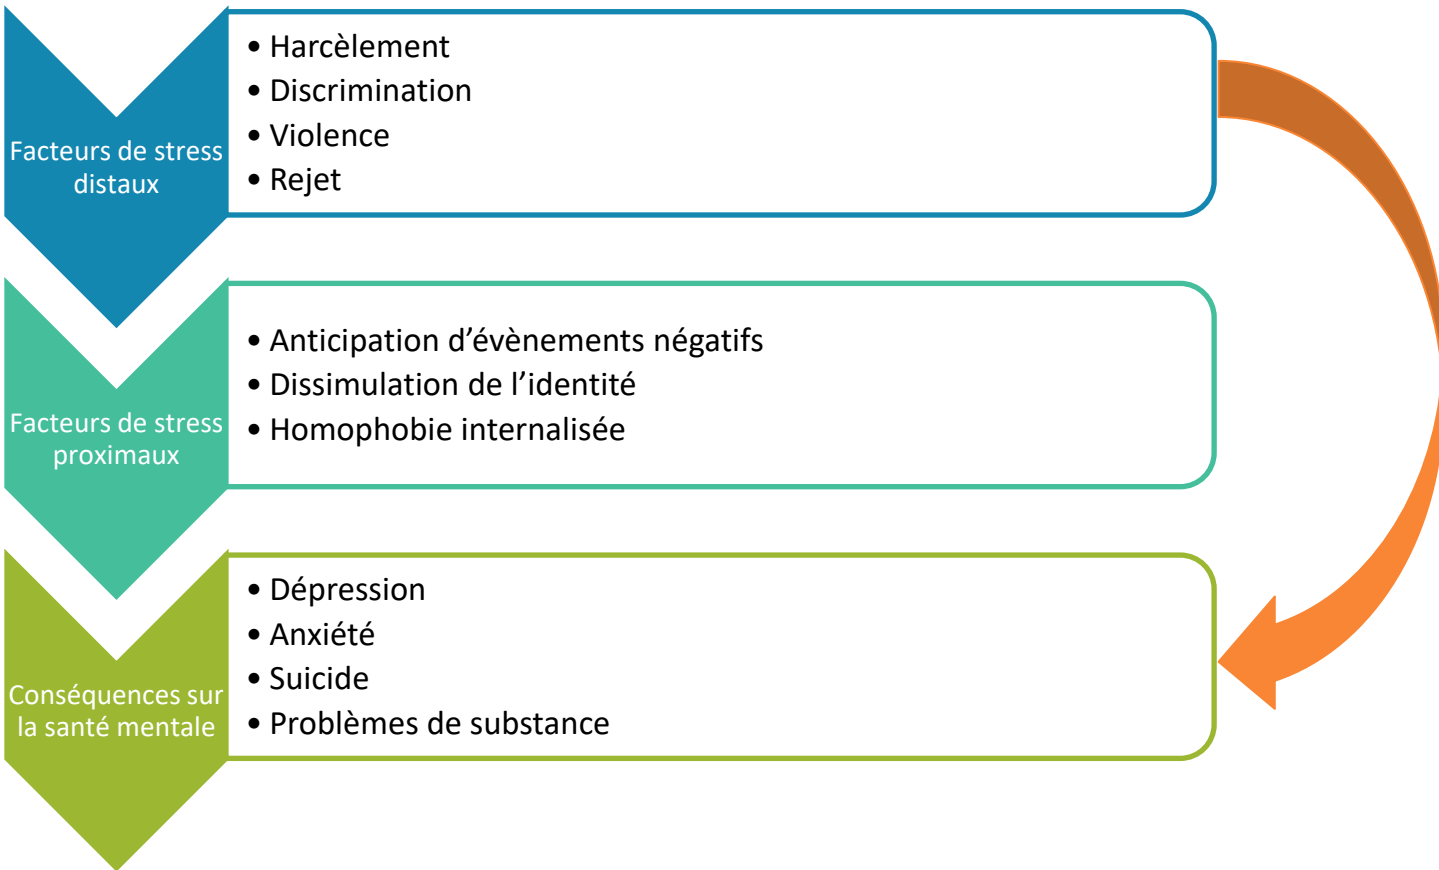 Facteurs de stress
distaux
• Harcèlement
• Discrimination
• Violence
• Rejet
Facteurs de stress
proximaux
• Anticipation d’évènements négatifs
• Dissimulation de l’identité
• Homophobie internalisée
Conséquences sur
la santé mentale
• Dépression
• Anxiété
• Suicide
• Problèmes de substance